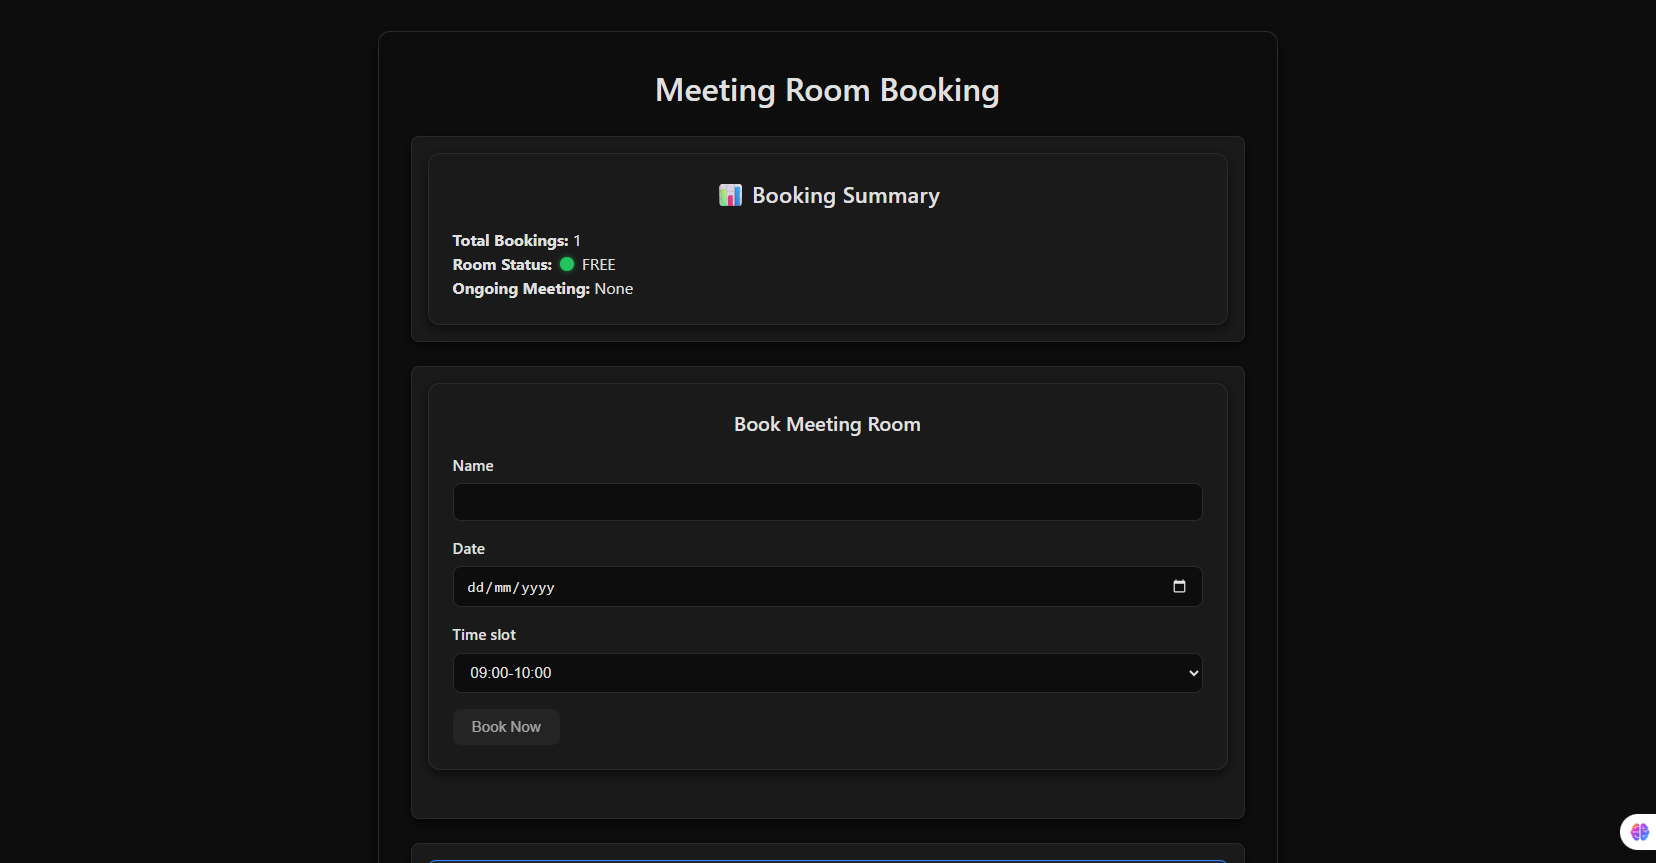 Meeting Room Booking
Booking Summary
Total Bookings: 1
Room Status: FREE
Ongoing Meeting: None
Book Meeting Room
Name
Date
dd/mm/yyyy
Time slot
09:00-10:00
Book Now